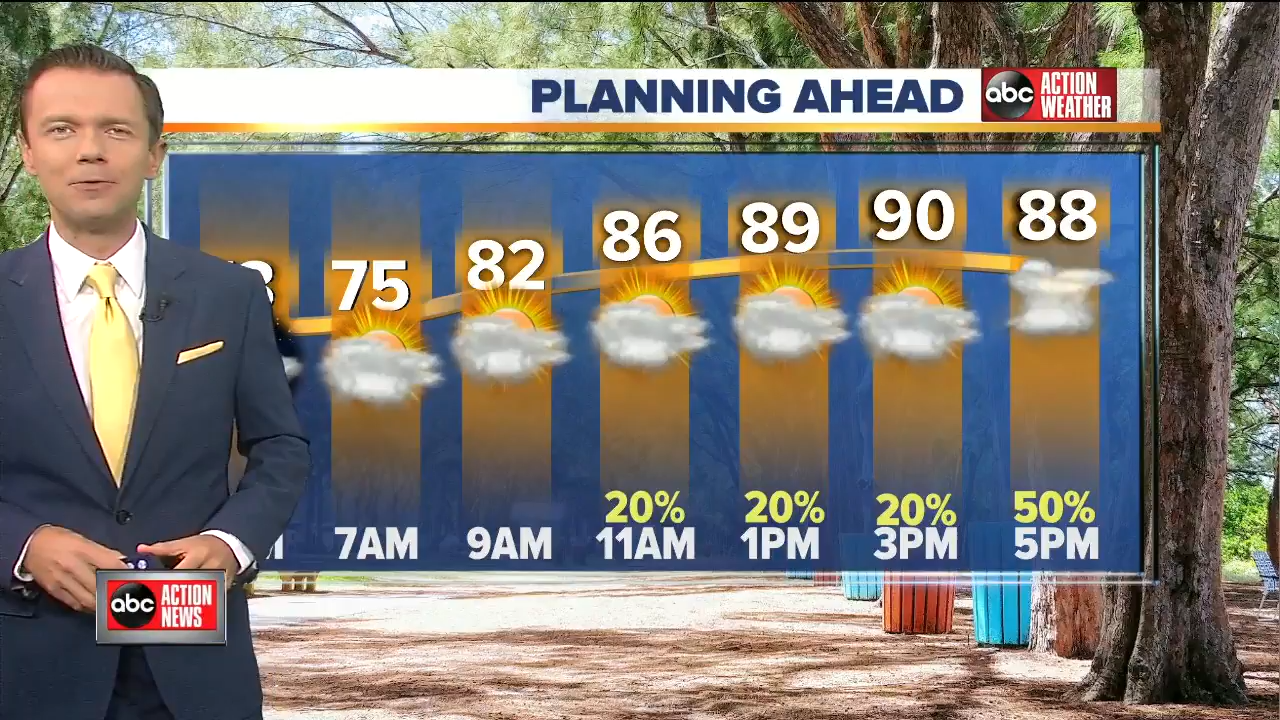 PLANNING AHEAD
abc ACTION
WEATHER
75 82 86 89 90 88
20% 20% 20% 50%
7AM 9AM 11AM 1PM 3PM 5PM
abc ACTION
NEWS